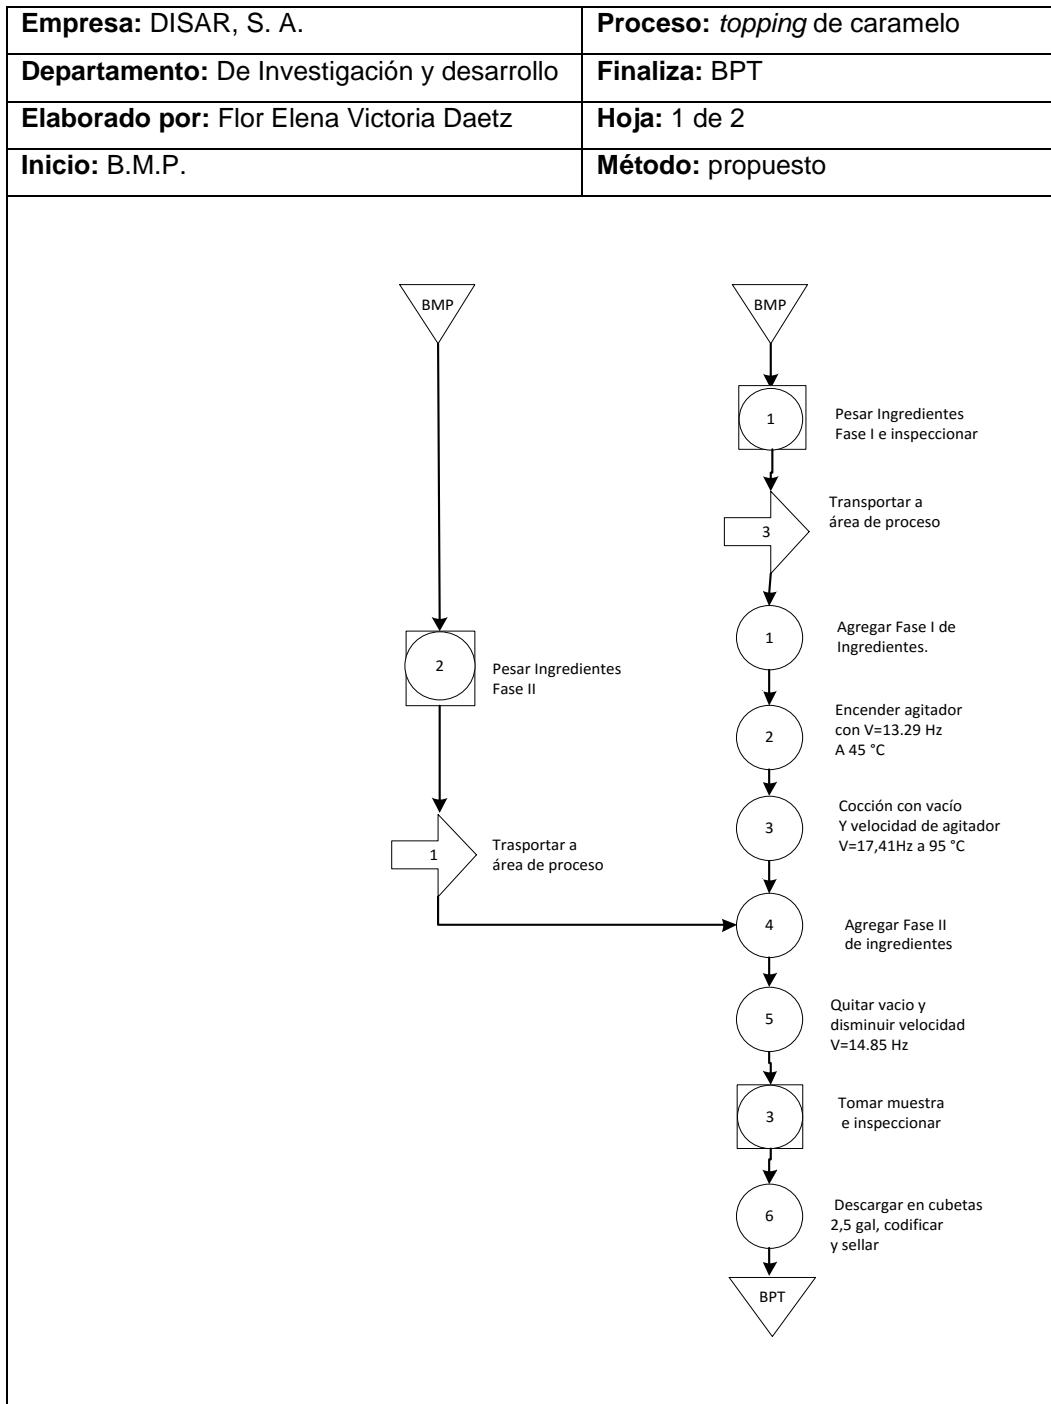 Empresa: DISAR, S. A.
Proceso: topping de caramelo
Departamento: De Investigación y desarrollo
Finaliza: BPT
Elaborado por: Flor Elena Victoria Daetz
Hoja: 1 de 2
Inicio: B.M.P.
Método: propuesto
BMP
BMP
1
Pesar Ingredientes
Fase I e inspeccionar
3
Transportar a
área de proceso
1
Agregar Fase I de
Ingredientes.
2
Pesar Ingredientes
Fase II
2
Encender agitador
con V=13.29 Hz
A 45 °C
3
Cocción con vacío
Y velocidad de agitador
V=17,41Hz a 95 °C
1
Trasportar a
área de proceso
4
Agregar Fase II
de ingredientes
5
Quitar vacio y
disminuir velocidad
V=14.85 Hz
3
Tomar muestra
e inspeccionar
6
Descargar en cubetas
2,5 gal, codificar
y sellar
BPT